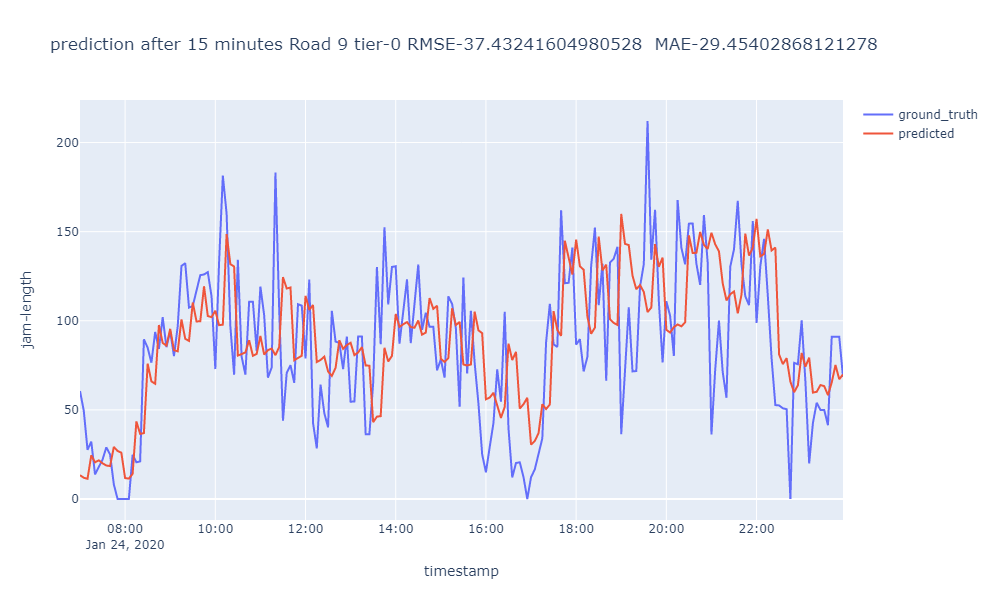 prediction after 15 minutes Road 9 tier-0 RMSE-37.43241604980528  MAE-29.45402868121278
ground_truth
predicted
200
150
100
50
0
jam-length
08:00 10:00 12:00 14:00 16:00 18:00 20:00 22:00
Jan 24, 2020
timestamp